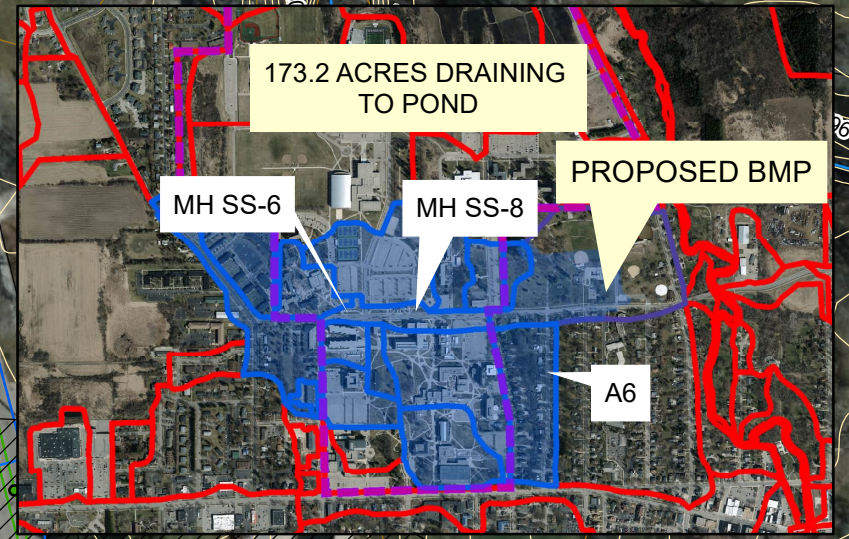 173.2 ACRES DRAINING
TO POND
PROPOSED BMP
MH SS-6
MH SS-8
A6